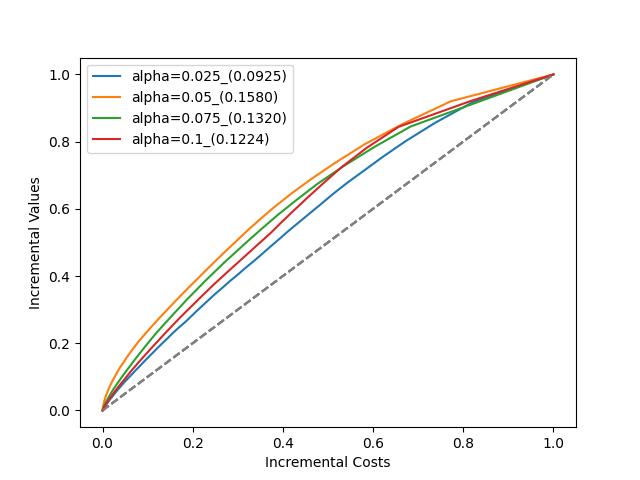 alpha=0.025_(0.0925)
alpha=0.05_(0.1580)
alpha=0.075_(0.1320)
alpha=0.1_(0.1224)
Incremental Values
1.0
0.8
0.6
0.4
0.2
0.0
0.0 0.2 0.4 0.6 0.8 1.0
Incremental Costs